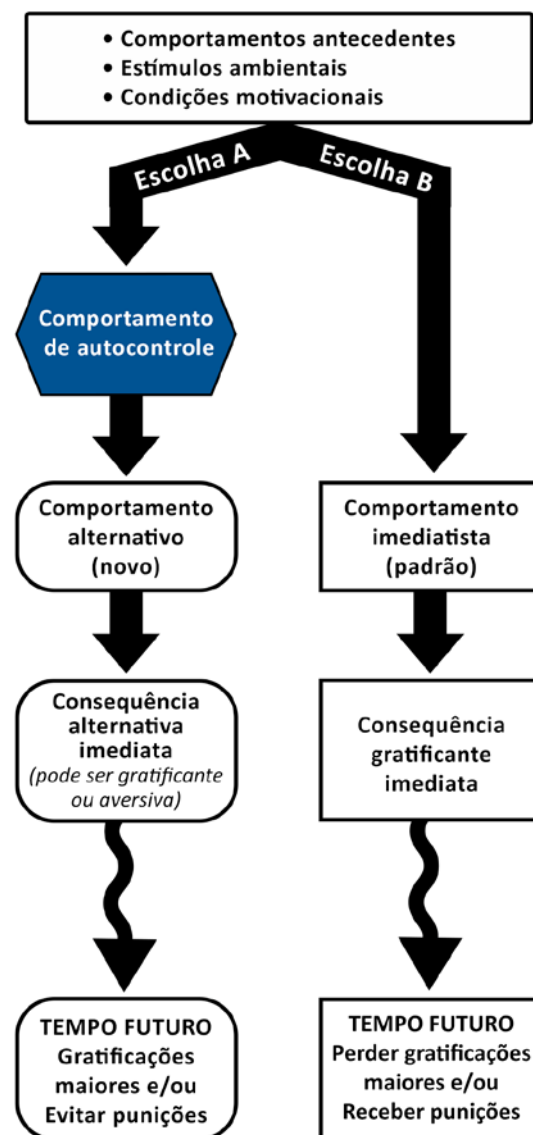 • Comportamentos antecedentes
• Estímulos ambientais
• Condições motivacionais
Escolha A
Escolha B
Comportamento
de autocontrole
Comportamento
alternativo
(novo)
Comportamento
imediatista
(padrão)
Consequência
alternativa
imediata
(pode ser gratificante
ou aversiva)
Consequência
gratificante
imediata
TEMPO FUTURO
Gratificações
maiores e/ou
Evitar punições
TEMPO FUTURO
Perder gratificações
maiores e/ou
Receber punições